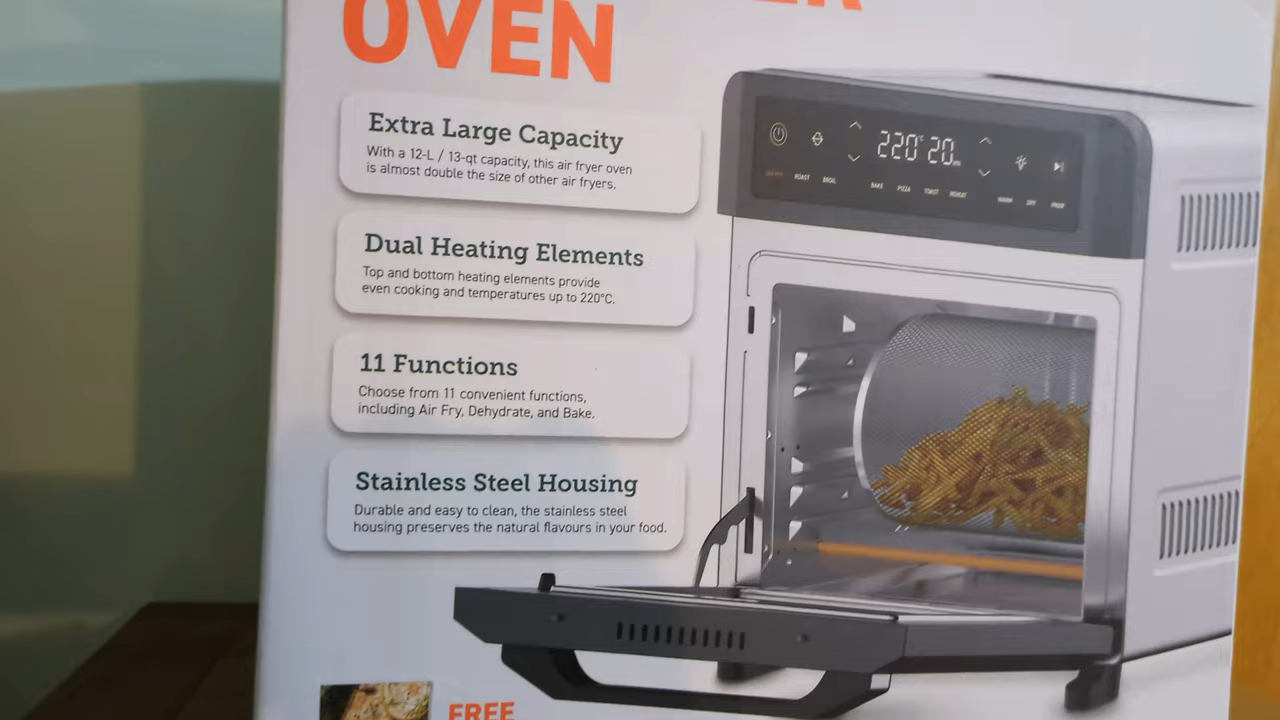 OVEN
Extra Large Capacity
With a 12-L / 13-qt capacity, this air fryer oven
is almost double the size of other air fryers.
Dual Heating Elements
Top and bottom heating elements provide
even cooking and temperatures up to 220°C.
11 Functions
Choose from 11 convenient functions,
including Air Fry, Dehydrate, and Bake.
Stainless Steel Housing
Durable and easy to clean, the stainless steel
housing preserves the natural flavours in your food.
220°C 20
ROAST BROIL BAKE PIZZA TOAST REHEAT WARM DRY PROOF
FREE